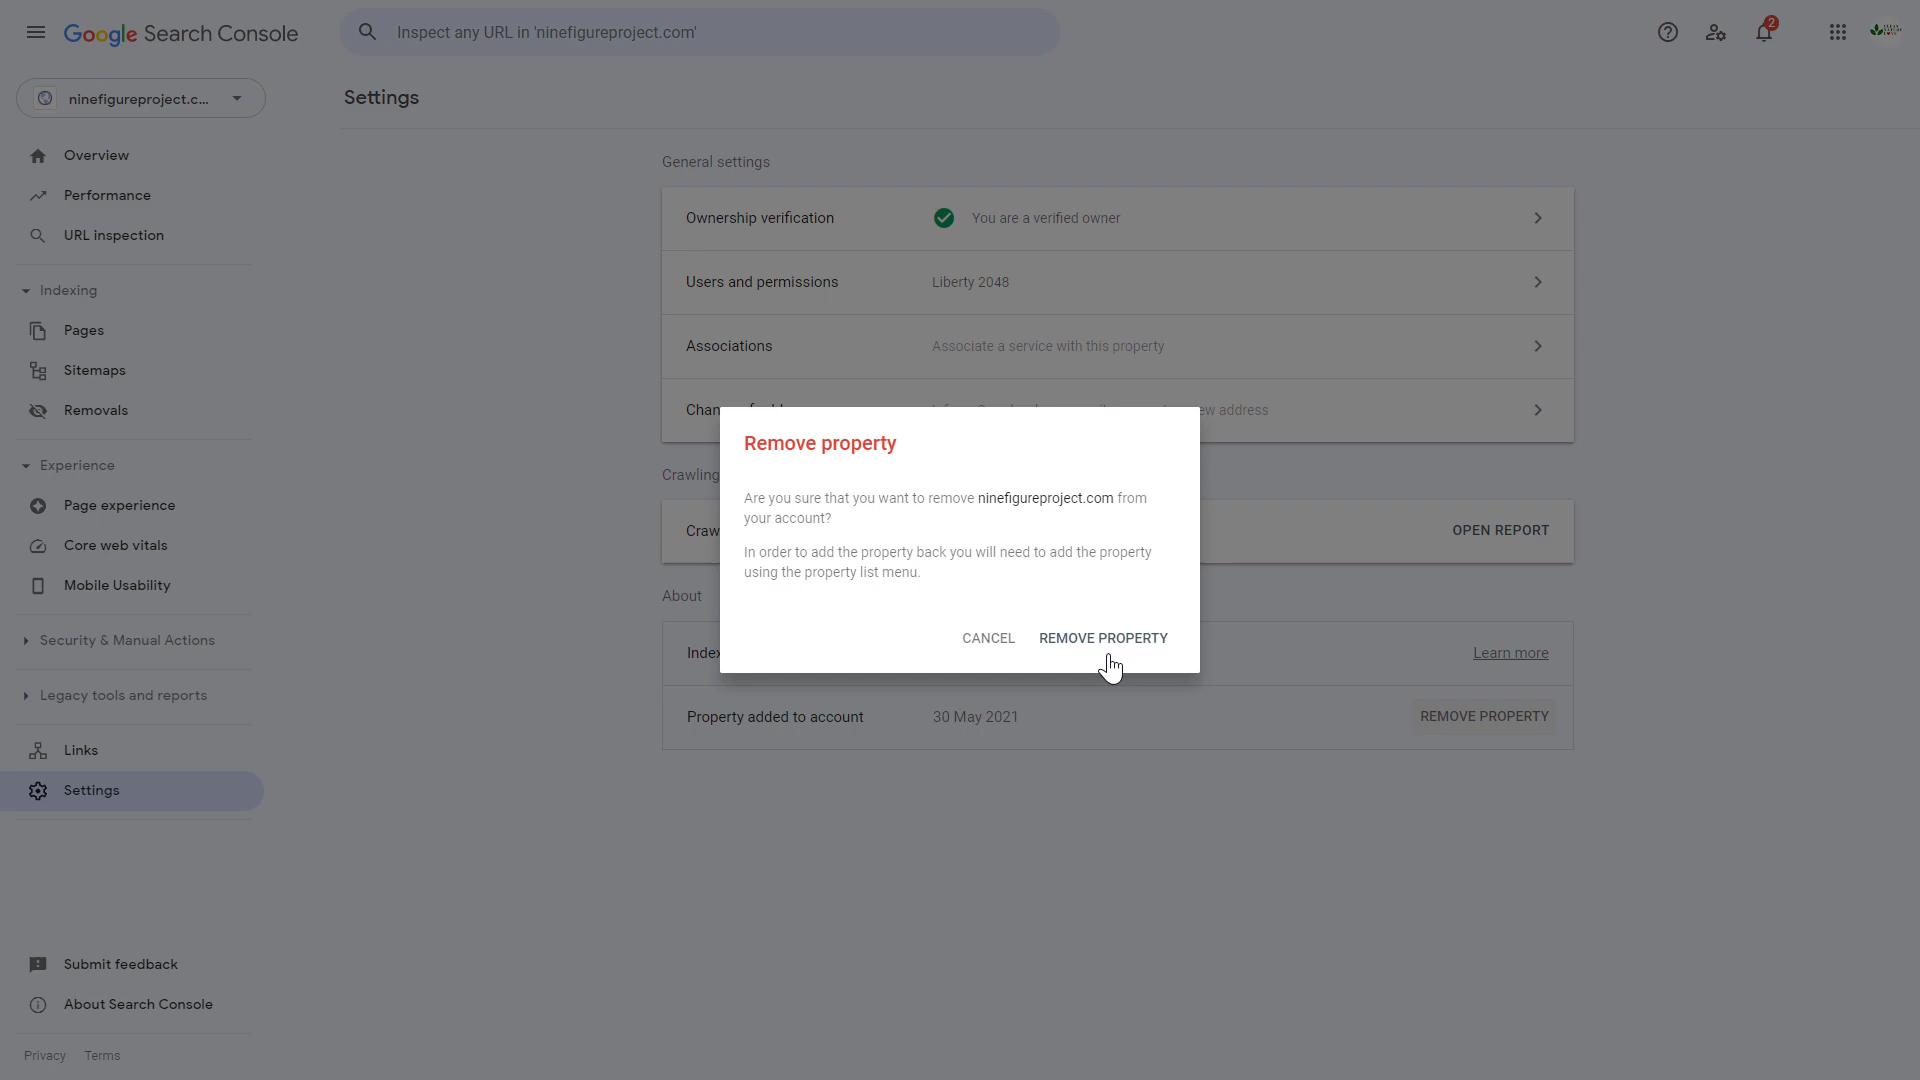 Google Search Console
Inspect any URL in 'ninefigureproject.com'
2
ninefigureproject.c...
Settings
Overview
Performance
URL inspection
Indexing
Pages
Sitemaps
Removals
Experience
Page experience
Core web vitals
Mobile Usability
Security & Manual Actions
Legacy tools and reports
Links
Settings
Submit feedback
About Search Console
Privacy Terms
General settings
Ownership verification You are a verified owner
Users and permissions Liberty 2048
Associations Associate a service with this property
ew address
Crawling
Craw OPEN REPORT
About
Index Learn more
Property added to account 30 May 2021 REMOVE PROPERTY
Remove property
Are you sure that you want to remove ninefigureproject.com from
your account?
In order to add the property back you will need to add the property
using the property list menu.
CANCEL REMOVE PROPERTY